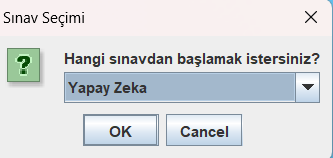 Sınav Seçimi
Hangi sınavdan başlamak istersiniz?
Yapay Zeka
OK Cancel